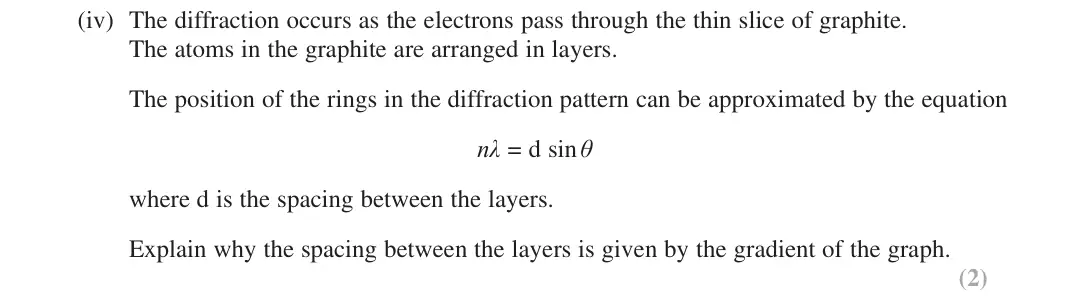 (iv) The diffraction occurs as the electrons pass through the thin slice of graphite.
The atoms in the graphite are arranged in layers.
The position of the rings in the diffraction pattern can be approximated by the equation
nλ = d sinθ
where d is the spacing between the layers.
Explain why the spacing between the layers is given by the gradient of the graph.
(2)